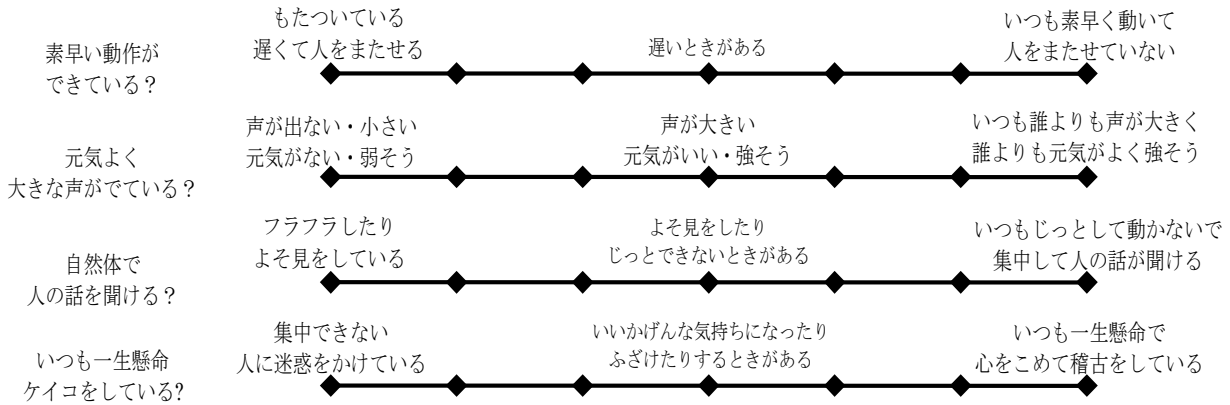 素早い動作が
できている？
もたついている
遅くて人をまたせる
遅いときがある
いつも素早く動いて
人をまたせていない
元気よく
大きな声がでている？
声が出ない・小さい
元気がない・弱そう
声が大きい
元気がいい・強そう
いつも誰よりも声が大きく
誰よりも元気がよく強そう
自然体で
人の話を聞ける？
フラフラしたり
よそ見をしている
よそ見をしたり
じっとできないときがある
いつもじっとして動かないで
集中して人の話が聞ける
いつも一生懸命
ケイコをしている?
集中できない
人に迷惑をかけている
いいかげんな気持ちになったり
ふざけたりするときがある
いつも一生懸命で
心をこめて稽古をしている